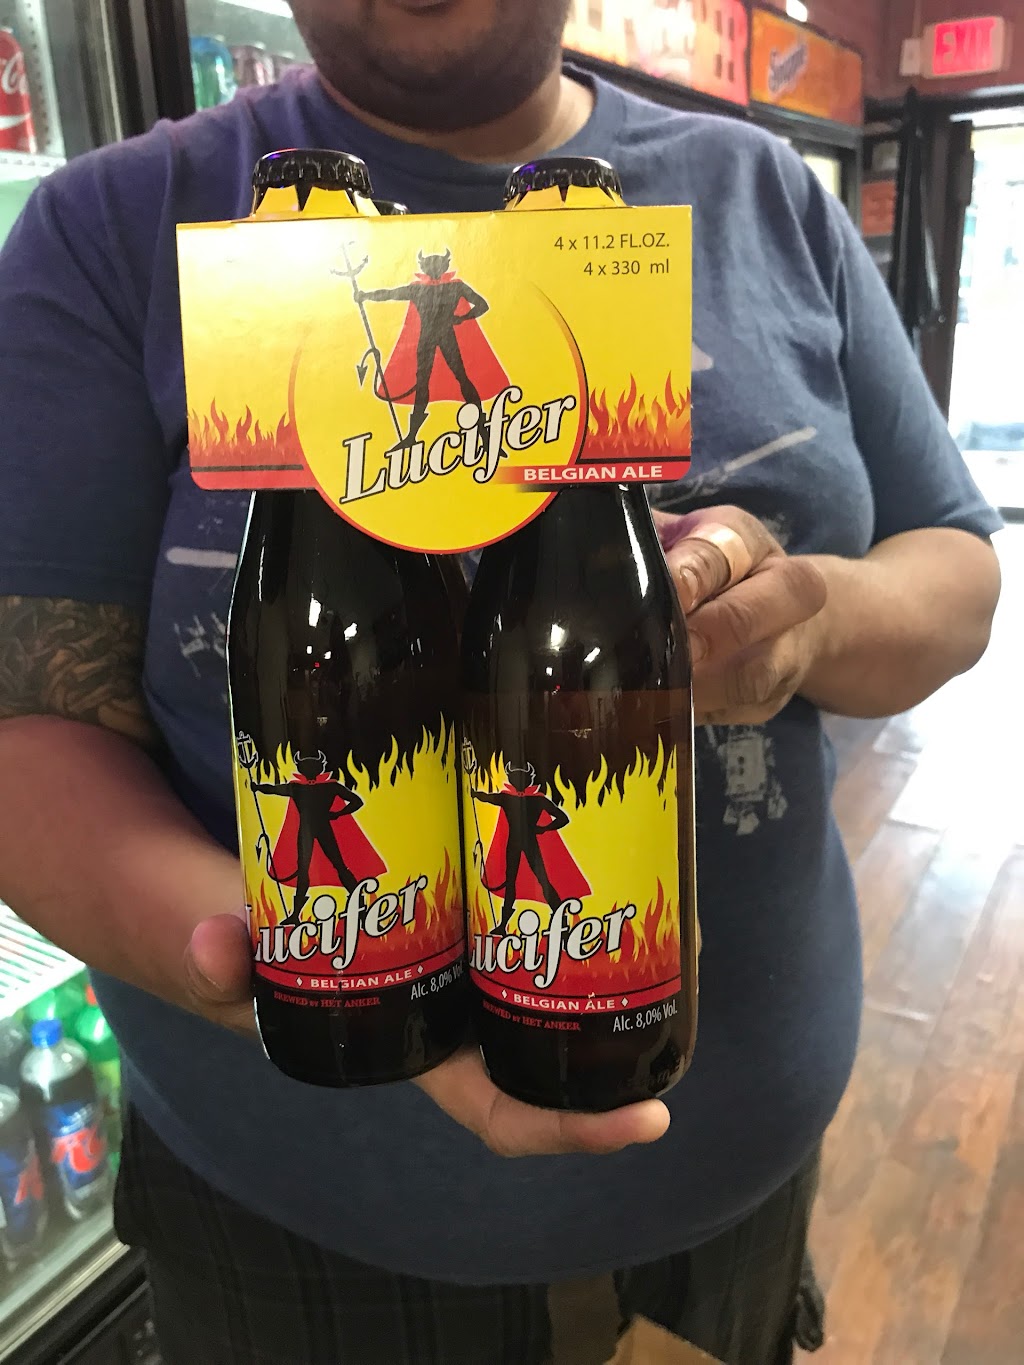 EXIT
4 x 11.2 FL.OZ.
4 x 330 ml
Lucifer
BELGIAN ALE
Lucifer
BELGIAN ALE
BREWED BY HET ANKER
Alc. 8,0% Vol.
Lucifer
BELGIAN ALE
BREWED BY HET ANKER
Alc. 8,0% Vol.